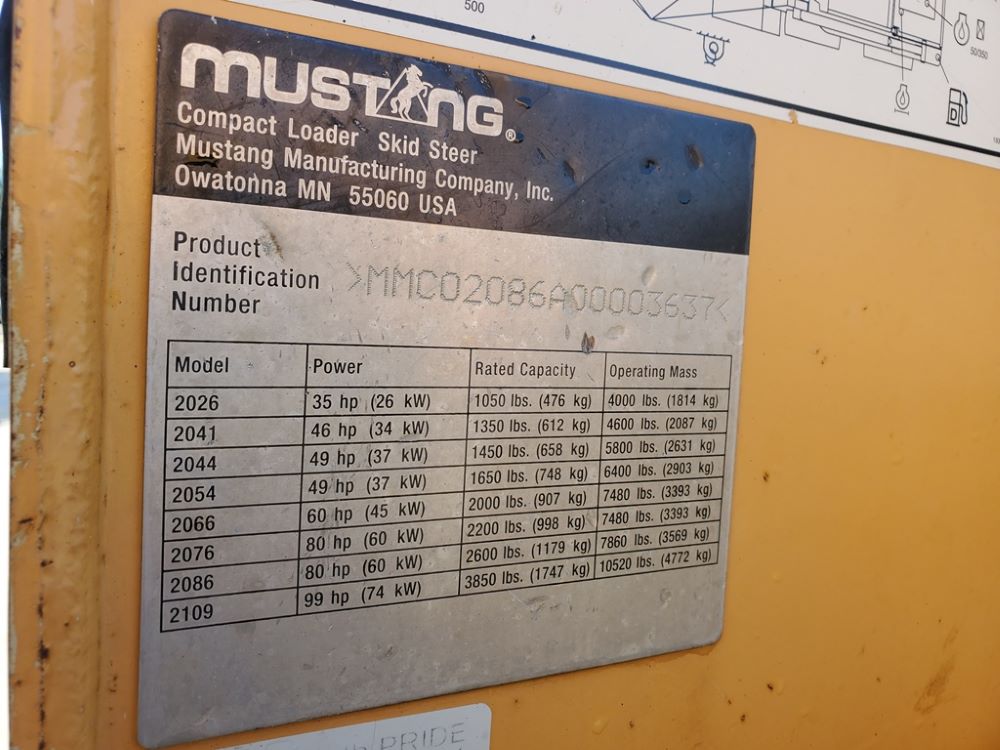 500
50/350
MUSTANG®
Compact Loader Skid Steer
Mustang Manufacturing Company, Inc.
Owatonna MN 55060 USA
Product
Identification
Number
>MMC02086A00003637<
Model Power Rated Capacity Operating Mass
2026 35 hp (26 kW) 1050 lbs. (476 kg) 4000 lbs. (1814 kg)
2041 46 hp (34 kW) 1350 lbs. (612 kg) 4600 lbs. (2087 kg)
2044 49 hp (37 kW) 1450 lbs. (658 kg) 5800 lbs. (2631 kg)
2054 49 hp (37 kW) 1650 lbs. (748 kg) 6400 lbs. (2903 kg)
2066 60 hp (45 kW) 2000 lbs. (907 kg) 7480 lbs. (3393 kg)
2076 80 hp (60 kW) 2200 lbs. (998 kg) 7480 lbs. (3393 kg)
2086 80 hp (60 kW) 2600 lbs. (1179 kg) 7860 lbs. (3569 kg)
2109 99 hp (74 kW) 3850 lbs. (1747 kg) 10520 lbs. (4772 kg)
PRIDE